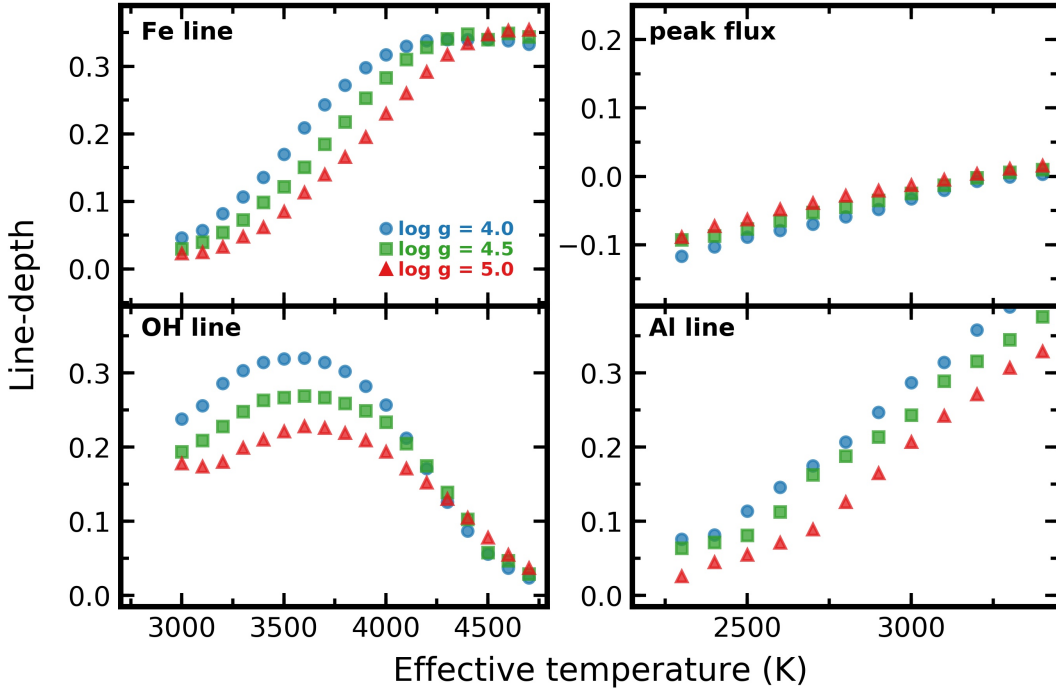 Fe line
peak flux
0.3
0.2
0.1
0.0
log g = 4.0
log g = 4.5
log g = 5.0
0.2
0.1
0.0
−0.1
Line-depth
OH line
Al line
0.3
0.2
0.1
0.0
0.3
0.2
0.1
0.0
3000 3500 4000 4500
2500 3000
Effective temperature (K)